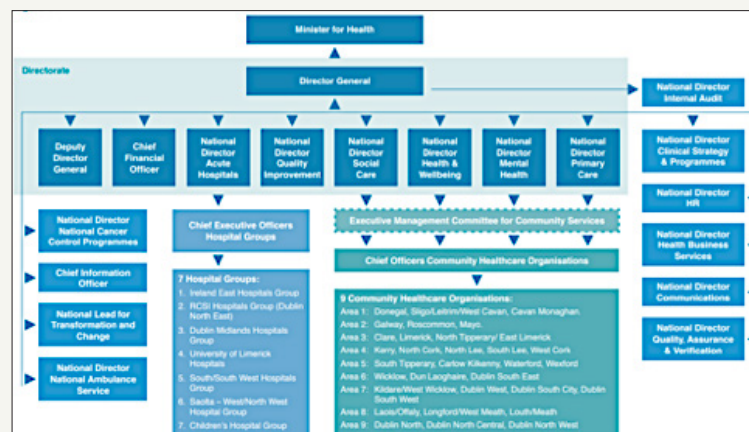 Minister for Health
Directorate
Director General
National Director
Internal Audit
Deputy
Director
General
Chief
Financial
Officer
National
Director
Acute
Hospitals
National
Director
Quality
Improvement
National
Director
Social
Care
National
Director
Health &
Wellbeing
National
Director
Mental
Health
National
Director
Primary
Care
National Director
Clinical Strategy
& Programmes
National Director
HR
National Director
Health Business
Services
National Director
Communications
National Director
Quality, Assurance
& Verification
National Director
National Cancer
Control Programmes
Chief Information
Officer
National Lead for
Transformation and
Change
National Director
National Ambulance
Service
Chief Executive Officers
Hospital Groups
7 Hospital Groups:
1. Ireland East Hospitals Group
2. RCSI Hospitals Group (Dublin
North East)
3. Dublin Midlands Hospitals
Group
4. University of Limerick
Hospitals
5. South/South West Hospitals
Group
6. Saolta – West/North West
Hospital Group
7. Children's Hospital Group
Executive Management Committee for Community Services
Chief Officers Community Healthcare Organisations
9 Community Healthcare Organisations:
Area 1: Donegal, Sligo/Leitrim/West Cavan, Cavan Monaghan.
Area 2: Galway, Roscommon, Mayo.
Area 3: Clare, Limerick, North Tipperary/ East Limerick
Area 4: Kerry, North Cork, North Lee, South Lee, West Cork
Area 5: South Tipperary, Carlow Kilkenny, Waterford, Wexford
Area 6: Wicklow, Dun Laoghaire, Dublin South East
Area 7: Kildare/West Wicklow, Dublin West, Dublin South City, Dublin
South West
Area 8: Laois/Offaly, Longford/West Meath, Louth/Meath
Area 9: Dublin North, Dublin North Central, Dublin North West